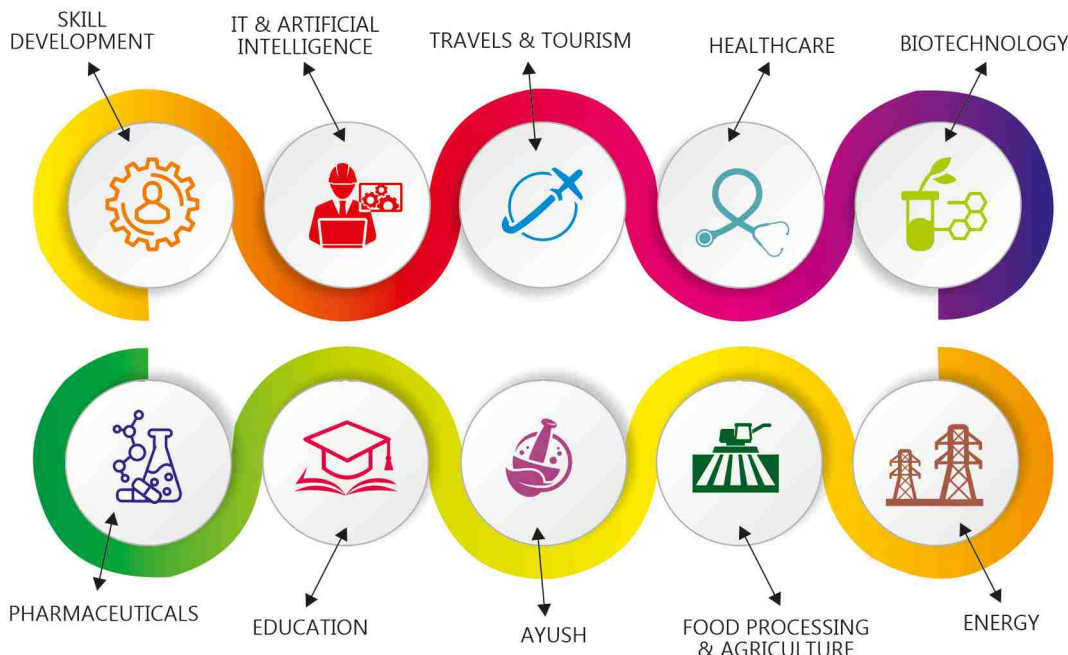 SKILL
DEVELOPMENT
IT & ARTIFICIAL
INTELLIGENCE
TRAVELS & TOURISM
HEALTHCARE
BIOTECHNOLOGY
PHARMACEUTICALS
EDUCATION
AYUSH
FOOD PROCESSING
& AGRICULTURE
ENERGY